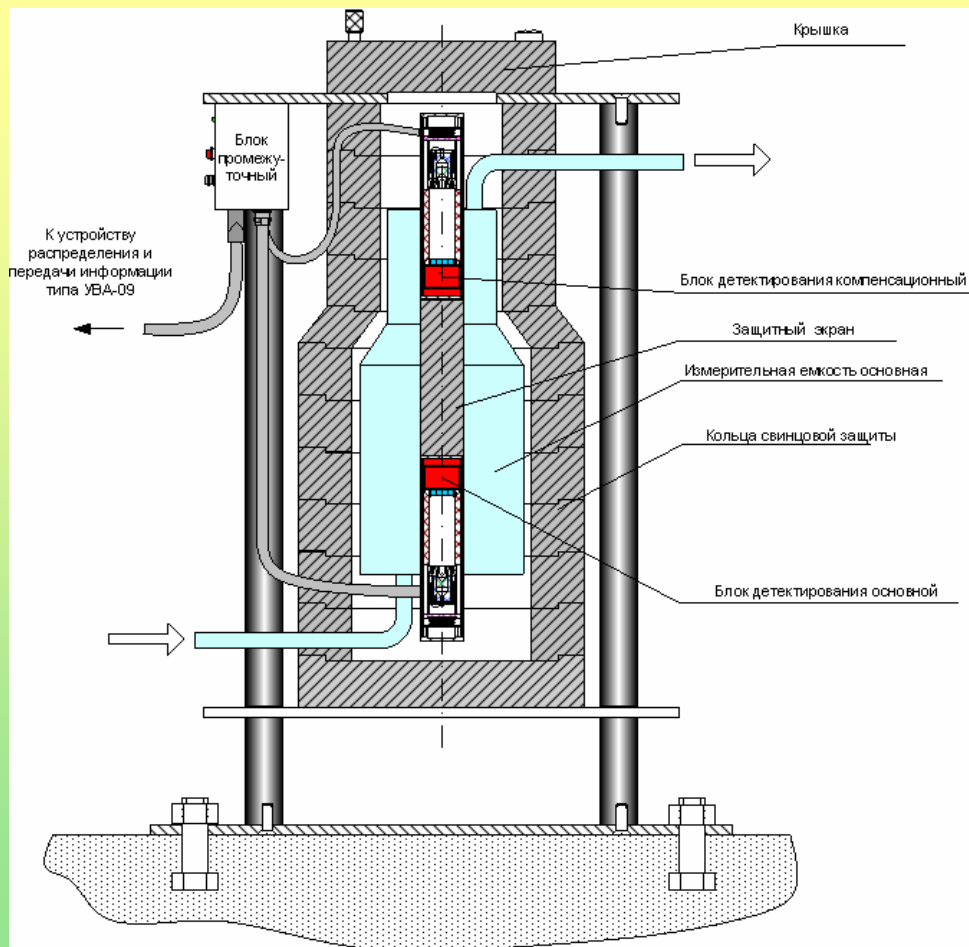 Крышка
Блок
промежу-
точный
К устройству
распределения и
передачи информации
типа УВА-09
Блок детектирования компенсационный
Защитный экран
Измерительная емкость основная
Кольца свинцовой защиты
Блок детектирования основной